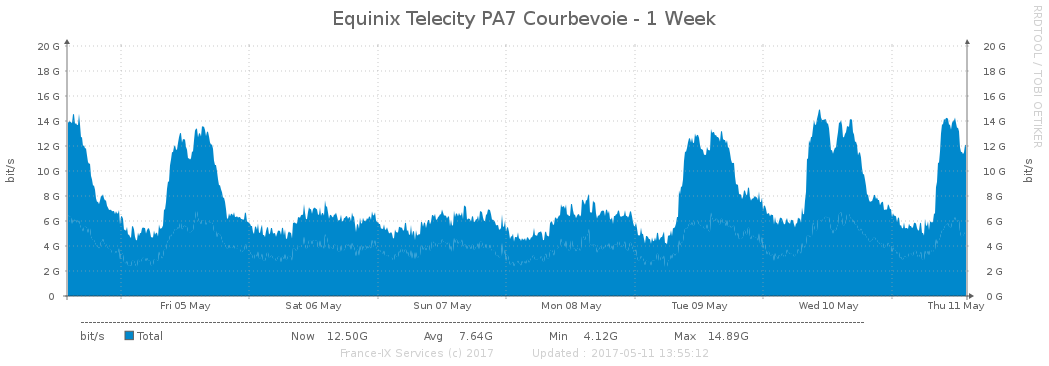 Equinix Telecity PA7 Courbevoie - 1 Week
RRDTOOL / TOBI OETIKER
bit/s
20 G 20 G
18 G 18 G
16 G 16 G
14 G 14 G
12 G 12 G
10 G 10 G
8 G 8 G
6 G 6 G
4 G 4 G
2 G 2 G
0 0 G
bit/s
Fri 05 May Sat 06 May Sun 07 May Mon 08 May Tue 09 May Wed 10 May Thu 11 May
bit/s Total Now 12.50G Avg 7.64G Min 4.12G Max 14.89G
France-IX Services (c) 2017 Updated : 2017-05-11 13:55:12